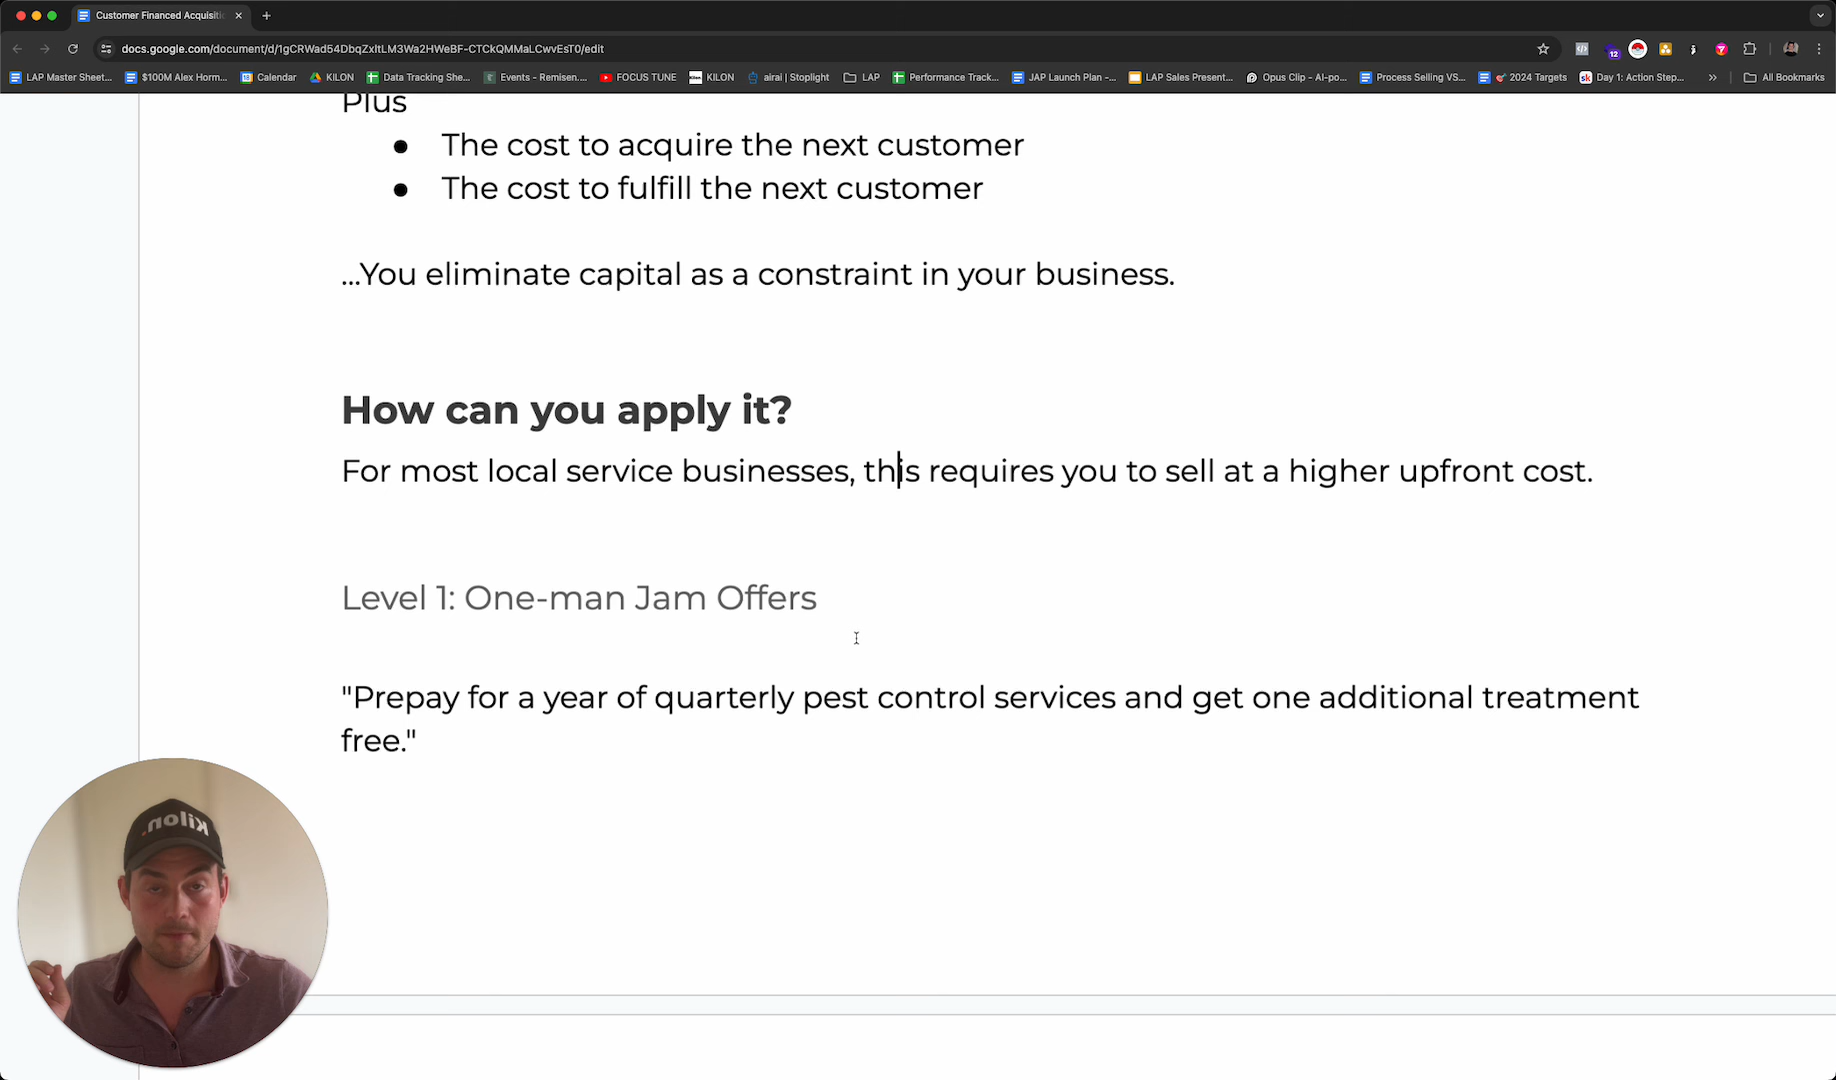 Customer Financed Acquisiti
docs.google.com/document/d/1gCRWad54DbqZxItLM3Wa2HWeBF-CTCkQMMaLCwvEsT0/edit
12
LAP Master Sheet...
$100M Alex Horm...
Calendar
KILON
Data Tracking She...
Events - Remisen....
FOCUS TUNE
KILON
airai | Stoplight
LAP
Performance Track...
JAP Launch Plan -...
LAP Sales Present...
Opus Clip - AI-po...
Process Selling VS...
2024 Targets
Day 1: Action Step...
All Bookmarks
Plus
● The cost to acquire the next customer
● The cost to fulfill the next customer
...You eliminate capital as a constraint in your business.
How can you apply it?
For most local service businesses, this requires you to sell at a higher upfront cost.
Level 1: One-man Jam Offers
"Prepay for a year of quarterly pest control services and get one additional treatment
free."
kilon.